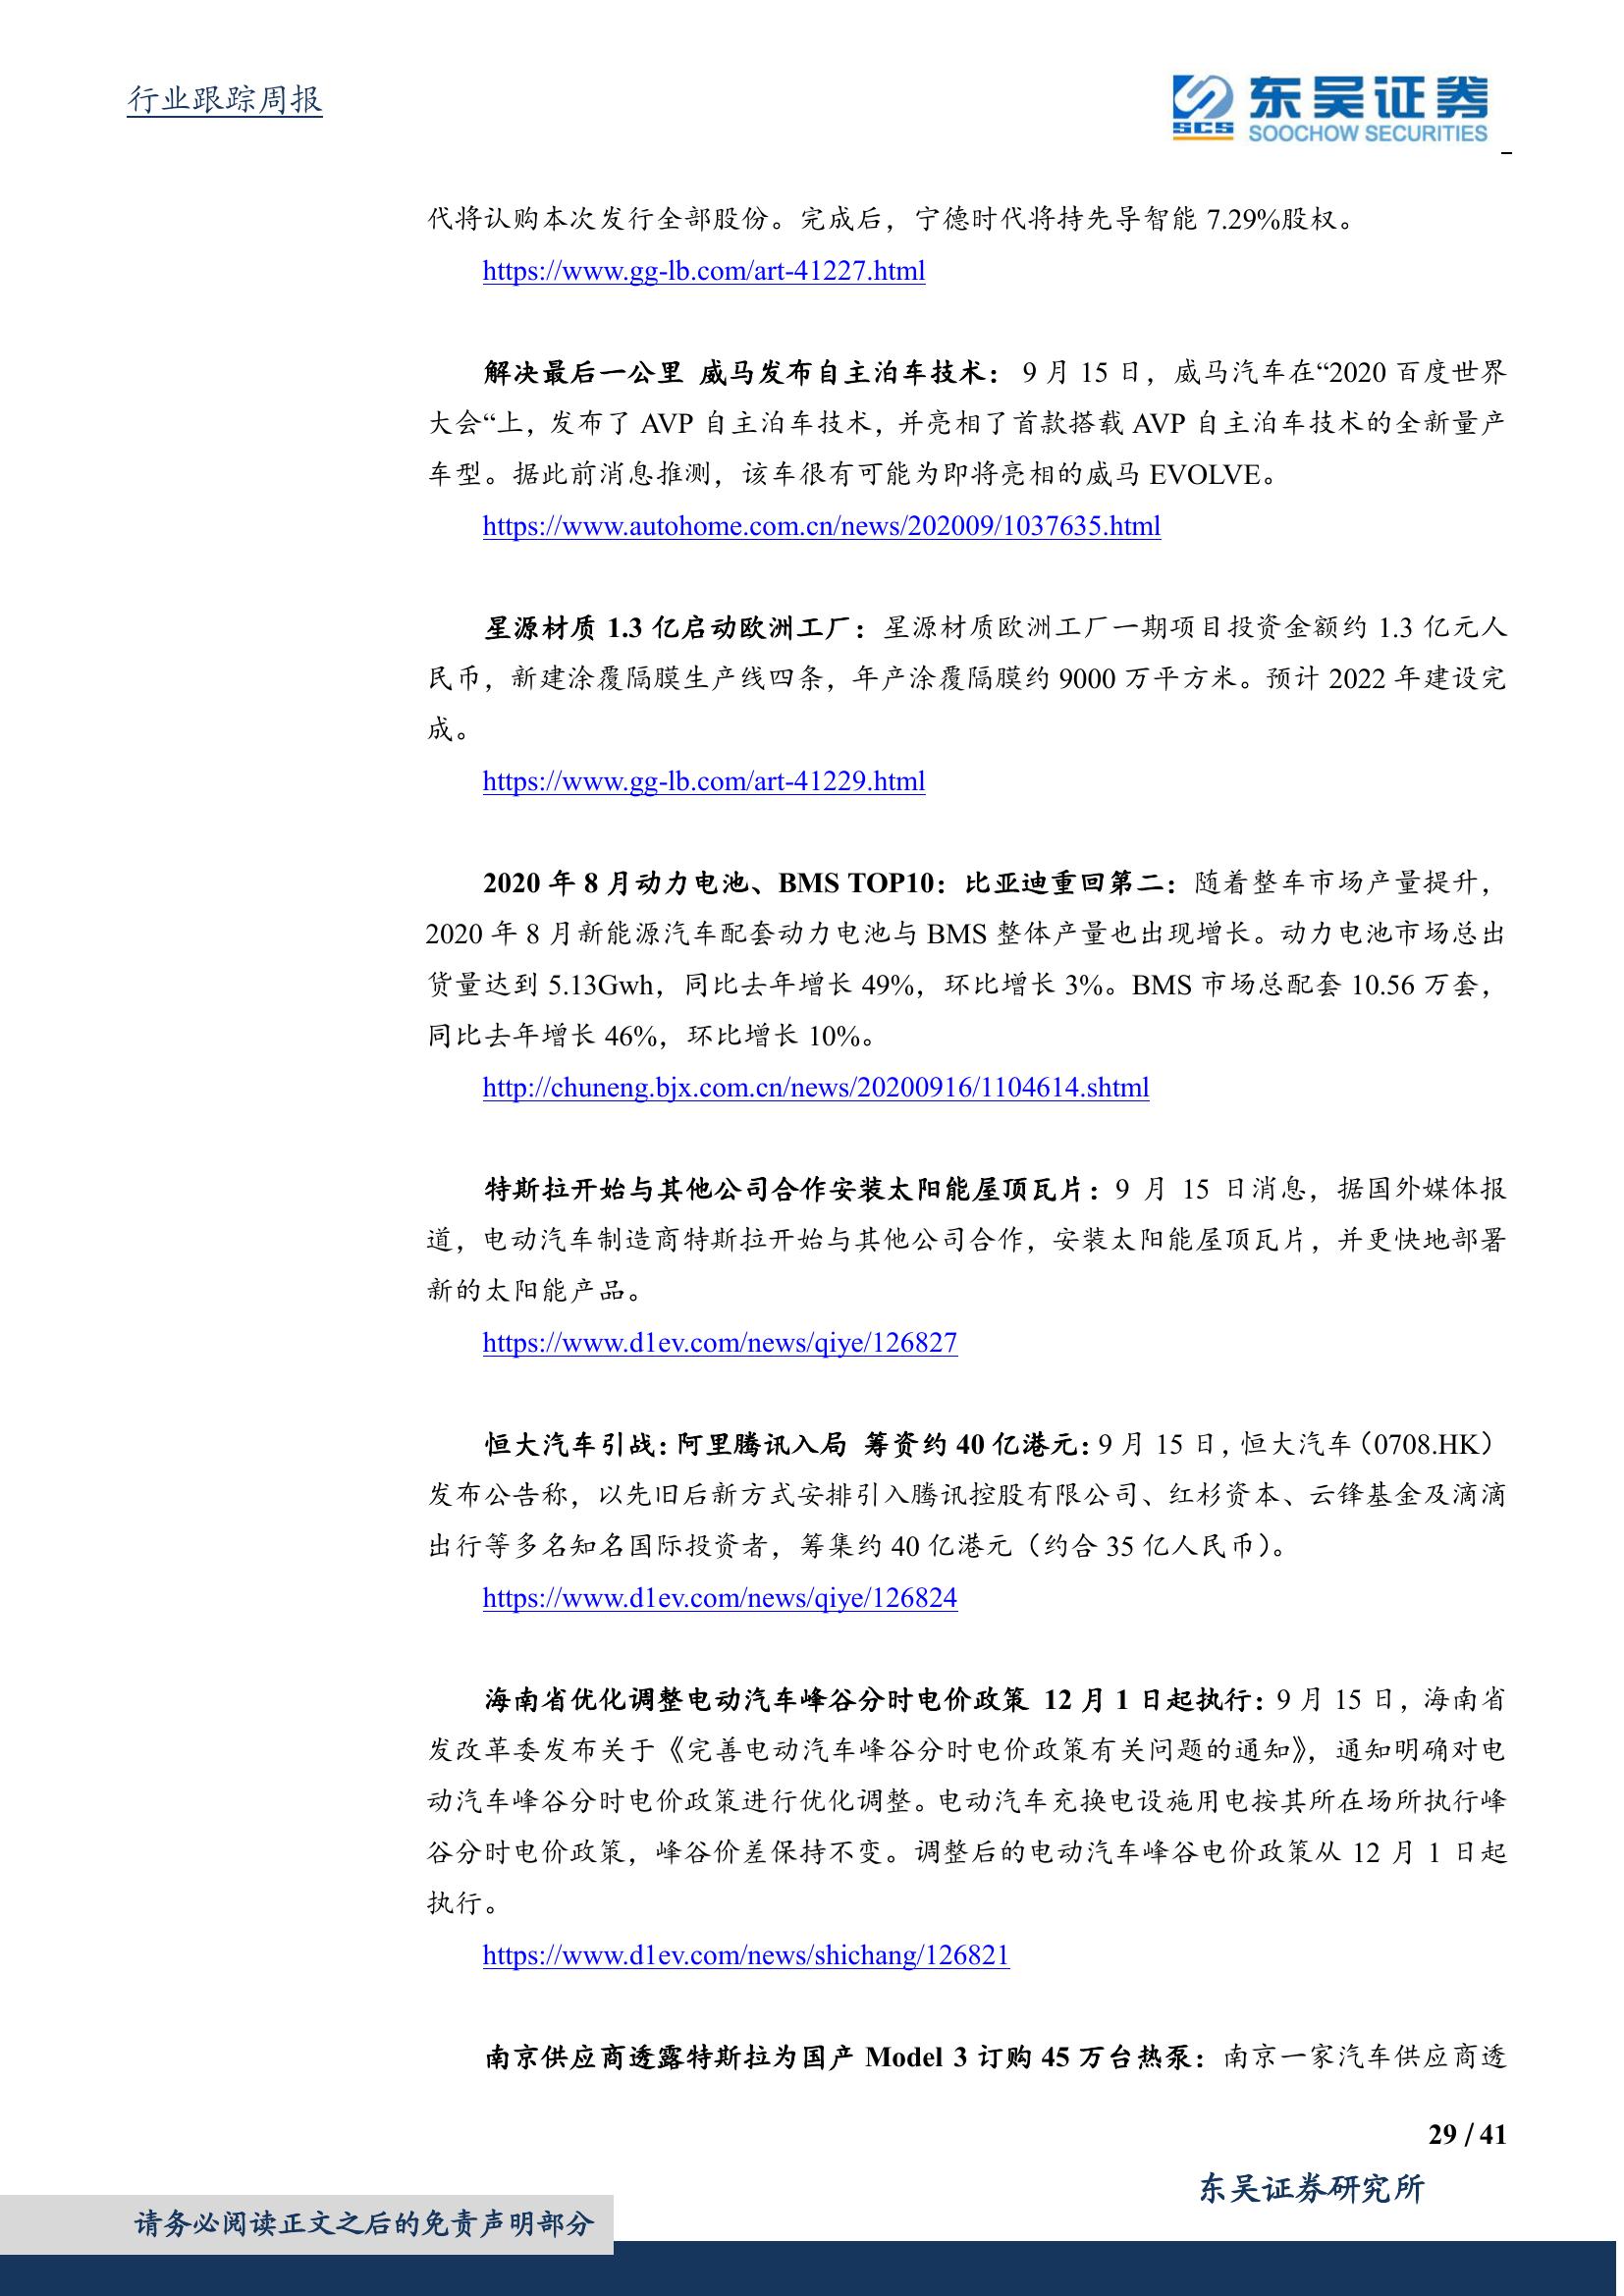 行业跟踪周报
SCS 东吴证券
SOOCHOW SECURITIES
代将认购本次发行全部股份。完成后，宁德时代将持先导智能 7.29%股权。
https://www.gg-lb.com/art-41227.html
解决最后一公里 威马发布自主泊车技术：9 月 15 日，威马汽车在“2020 百度世界
大会“上，发布了 AVP 自主泊车技术，并亮相了首款搭载 AVP 自主泊车技术的全新量产
车型。据此前消息推测，该车很有可能为即将亮相的威马 EVOLVE。
https://www.autohome.com.cn/news/202009/1037635.html
星源材质 1.3 亿启动欧洲工厂：星源材质欧洲工厂一期项目投资金额约 1.3 亿元人
民币，新建涂覆隔膜生产线四条，年产涂覆隔膜约 9000 万平方米。预计 2022 年建设完
成。
https://www.gg-lb.com/art-41229.html
2020 年 8 月动力电池、BMS TOP10：比亚迪重回第二：随着整车市场产量提升，
2020 年 8 月新能源汽车配套动力电池与 BMS 整体产量也出现增长。动力电池市场总出
货量达到 5.13Gwh，同比去年增长 49%，环比增长 3%。BMS 市场总配套 10.56 万套，
同比去年增长 46%，环比增长 10%。
http://chuneng.bjx.com.cn/news/20200916/1104614.shtml
特斯拉开始与其他公司合作安装太阳能屋顶瓦片：9 月 15 日消息，据国外媒体报
道，电动汽车制造商特斯拉开始与其他公司合作，安装太阳能屋顶瓦片，并更快地部署
新的太阳能产品。
https://www.d1ev.com/news/qiye/126827
恒大汽车引战：阿里腾讯入局 筹资约 40 亿港元：9 月 15 日，恒大汽车（0708.HK）
发布公告称，以先旧后新方式安排引入腾讯控股有限公司、红杉资本、云锋基金及滴滴
出行等多名知名国际投资者，筹集约 40 亿港元（约合 35 亿人民币）。
https://www.d1ev.com/news/qiye/126824
海南省优化调整电动汽车峰谷分时电价政策 12 月 1 日起执行：9 月 15 日，海南省
发改革委发布关于《完善电动汽车峰谷分时电价政策有关问题的通知》，通知明确对电
动汽车峰谷分时电价政策进行优化调整。电动汽车充换电设施用电按其所在场所执行峰
谷分时电价政策，峰谷价差保持不变。调整后的电动汽车峰谷电价政策从 12 月 1 日起
执行。
https://www.d1ev.com/news/shichang/126821
南京供应商透露特斯拉为国产 Model 3 订购 45 万台热泵：南京一家汽车供应商透
29 / 41
东吴证券研究所
请务必阅读正文之后的免责声明部分